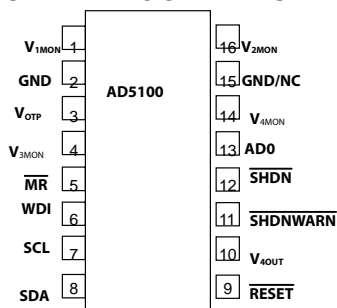 V1MON 1 16 V2MON
GND 2 15 GND/NC
AD5100
VOTP 3 14 V4MON
V3MON 4 13 AD0
MR 5 12 SHDN
WDI 6 11 SHDNWARN
SCL 7 10 V4OUT
SDA 8 9 RESET